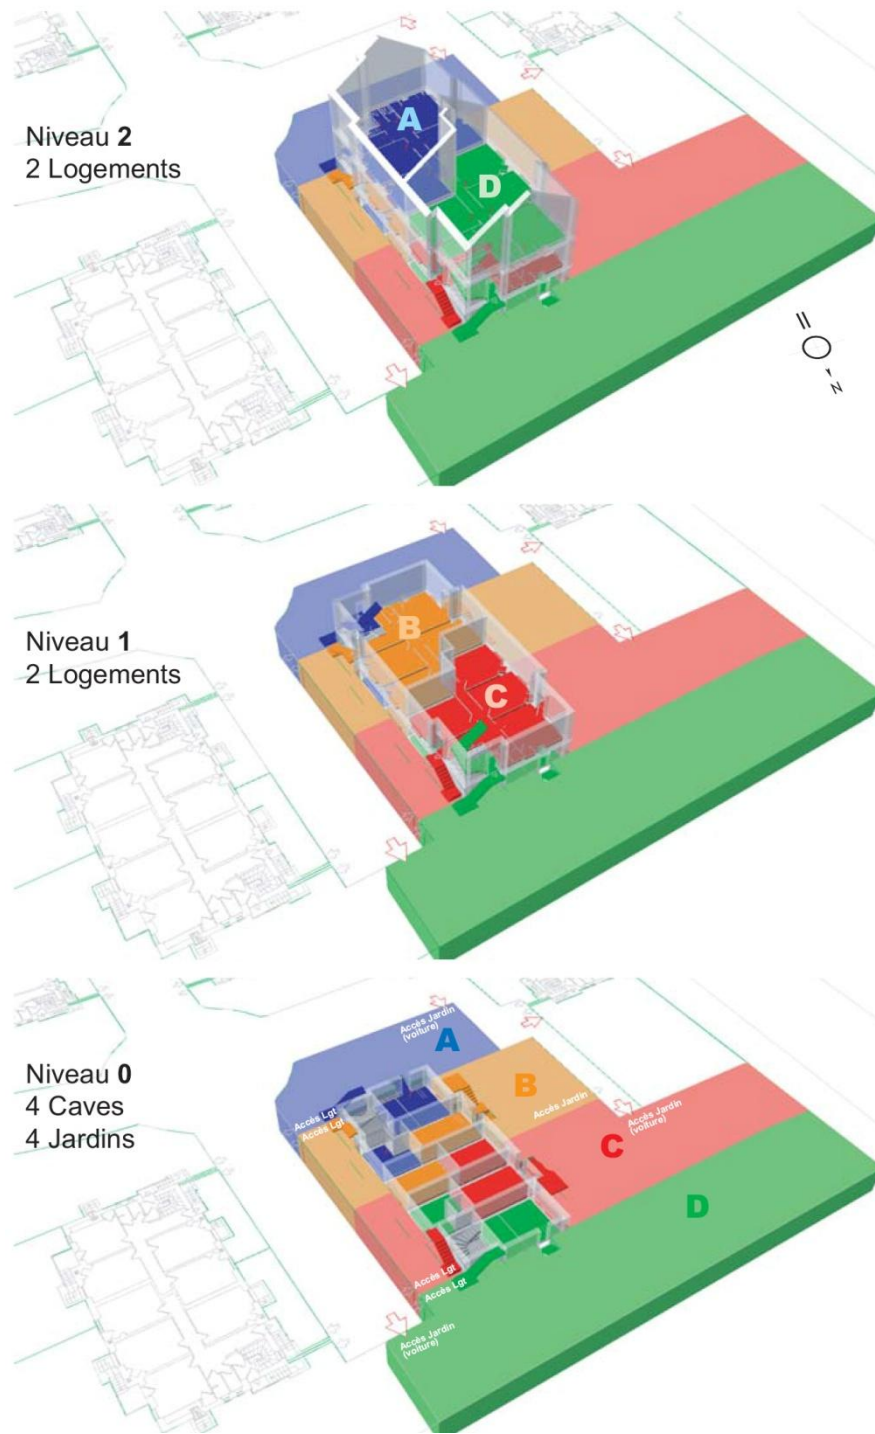 Niveau 2
2 Logements
A
D
N
Niveau 1
2 Logements
B
C
Niveau 0
4 Caves
4 Jardins
Accès Jardin
(voiture)
A
B
Accès Lgt
Accès Lgt
Accès Jardin
Accès Jardin
(voiture)
C
D
Accès Lgt
Accès Lgt
Accès Jardin
(voiture)